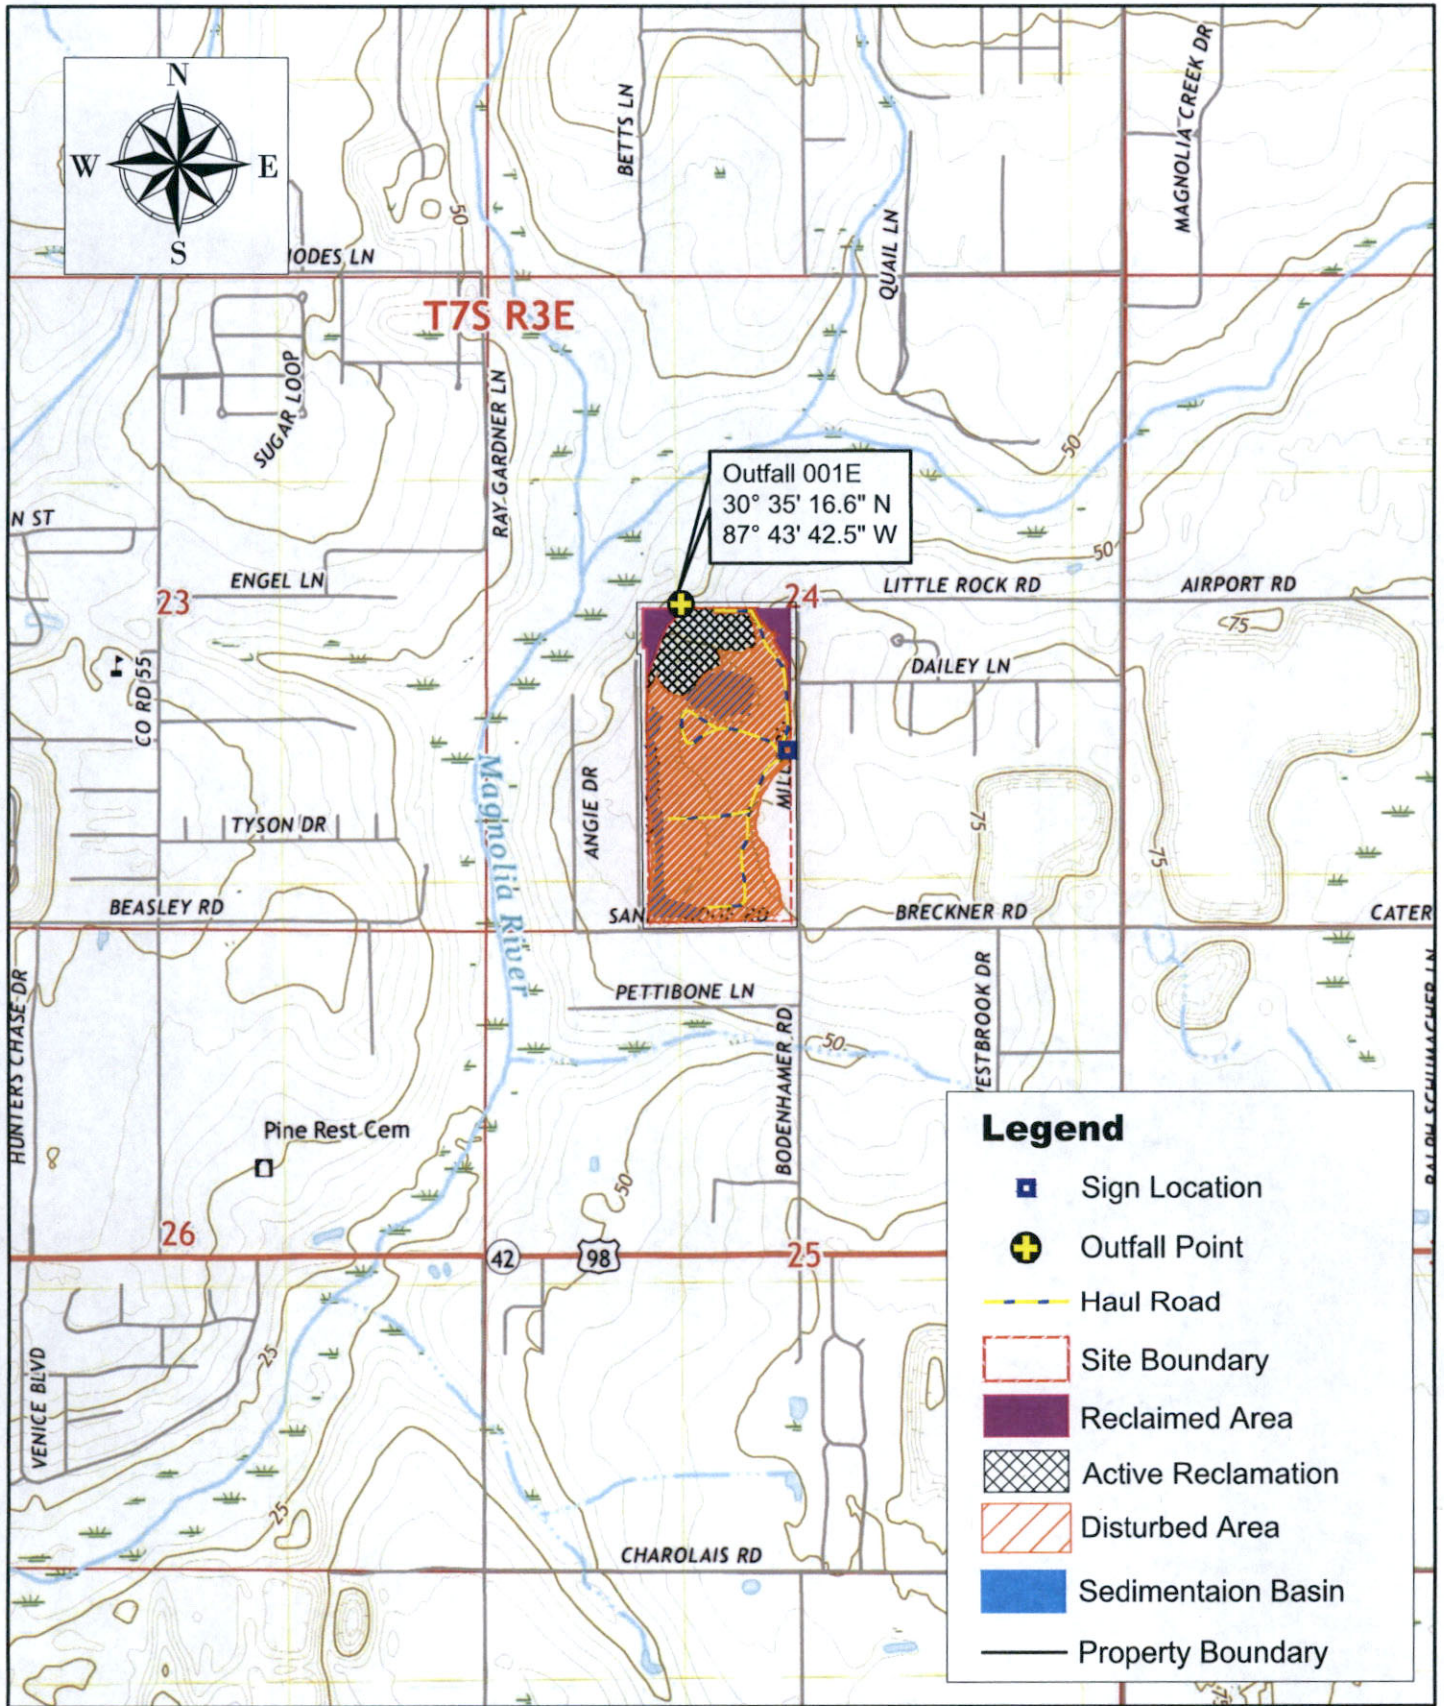 N
W
E
S
BETTS LN
MAGNOLIA CREEK DR
50
QUAIL LN
T7S R3E
SUGAR LOOP
RAY GARDNER LN
50
Outfall 001E
30° 35' 16.6" N
87° 43' 42.5" W
N ST
50
ENGEL LN
23
24
LITTLE ROCK RD
AIRPORT RD
75
CO RD 55
DAILEY LN
Magnolia River
ANGIE DR
TYSON DR
75
75
BEASLEY RD
BRECKNER RD
CATER
HUNTERS CHASE DR
PETTIBONE LN
BODENHAMER RD
50
RALPH SCHUMACHER LN
Pine Rest Cem
50
26
42
98
25
VENICE BLVD
25
25
CHAROLAIS RD
Legend
Sign Location
Outfall Point
Haul Road
Site Boundary
Reclaimed Area
Active Reclamation
Disturbed Area
Sedimentaion Basin
Property Boundary